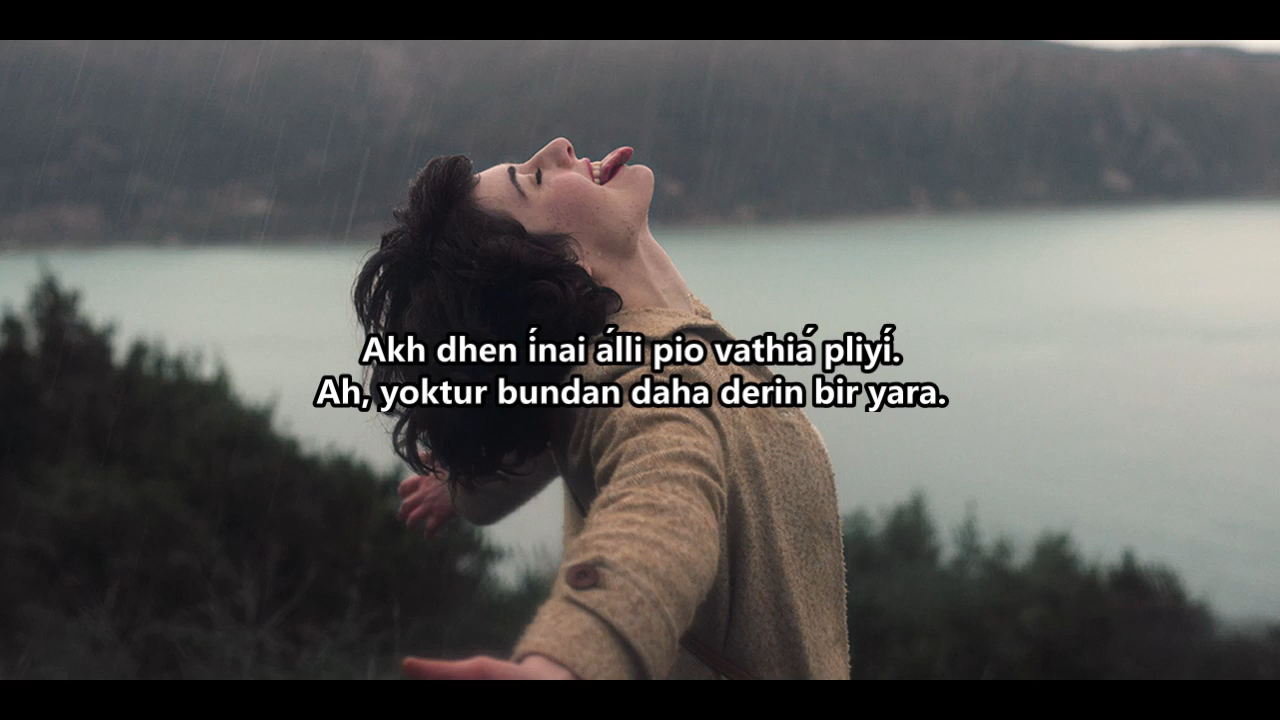 Akh dhen ínai álli pio vathiá pliyí.
Ah, yoktur bundan daha derin bir yara.